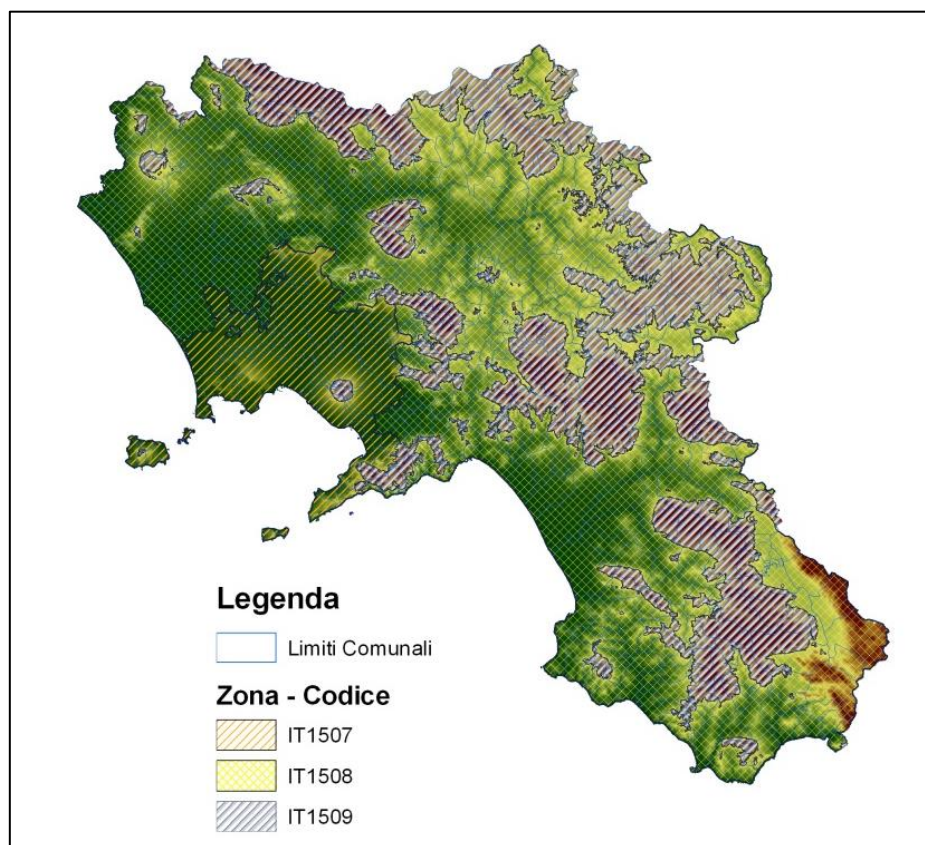 Legenda
Limiti Comunali
Zona - Codice
IT1507
IT1508
IT1509